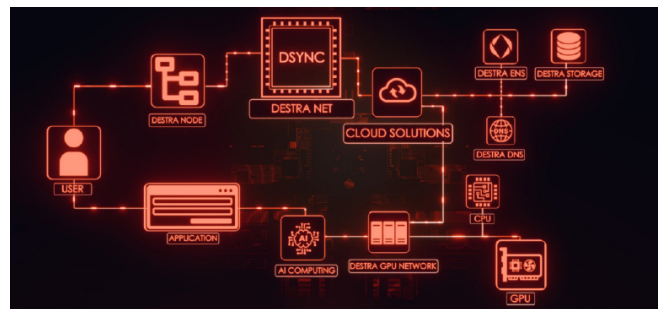 DSYNC
DESTRA NET
DESTRA NODE
CLOUD SOLUTIONS
DESTRA ENS
DESTRA STORAGE
DNS
DESTRA DNS
USER
APPLICATION
AI
AI COMPUTING
DESTRA GPU NETWORK
CPU
GPU